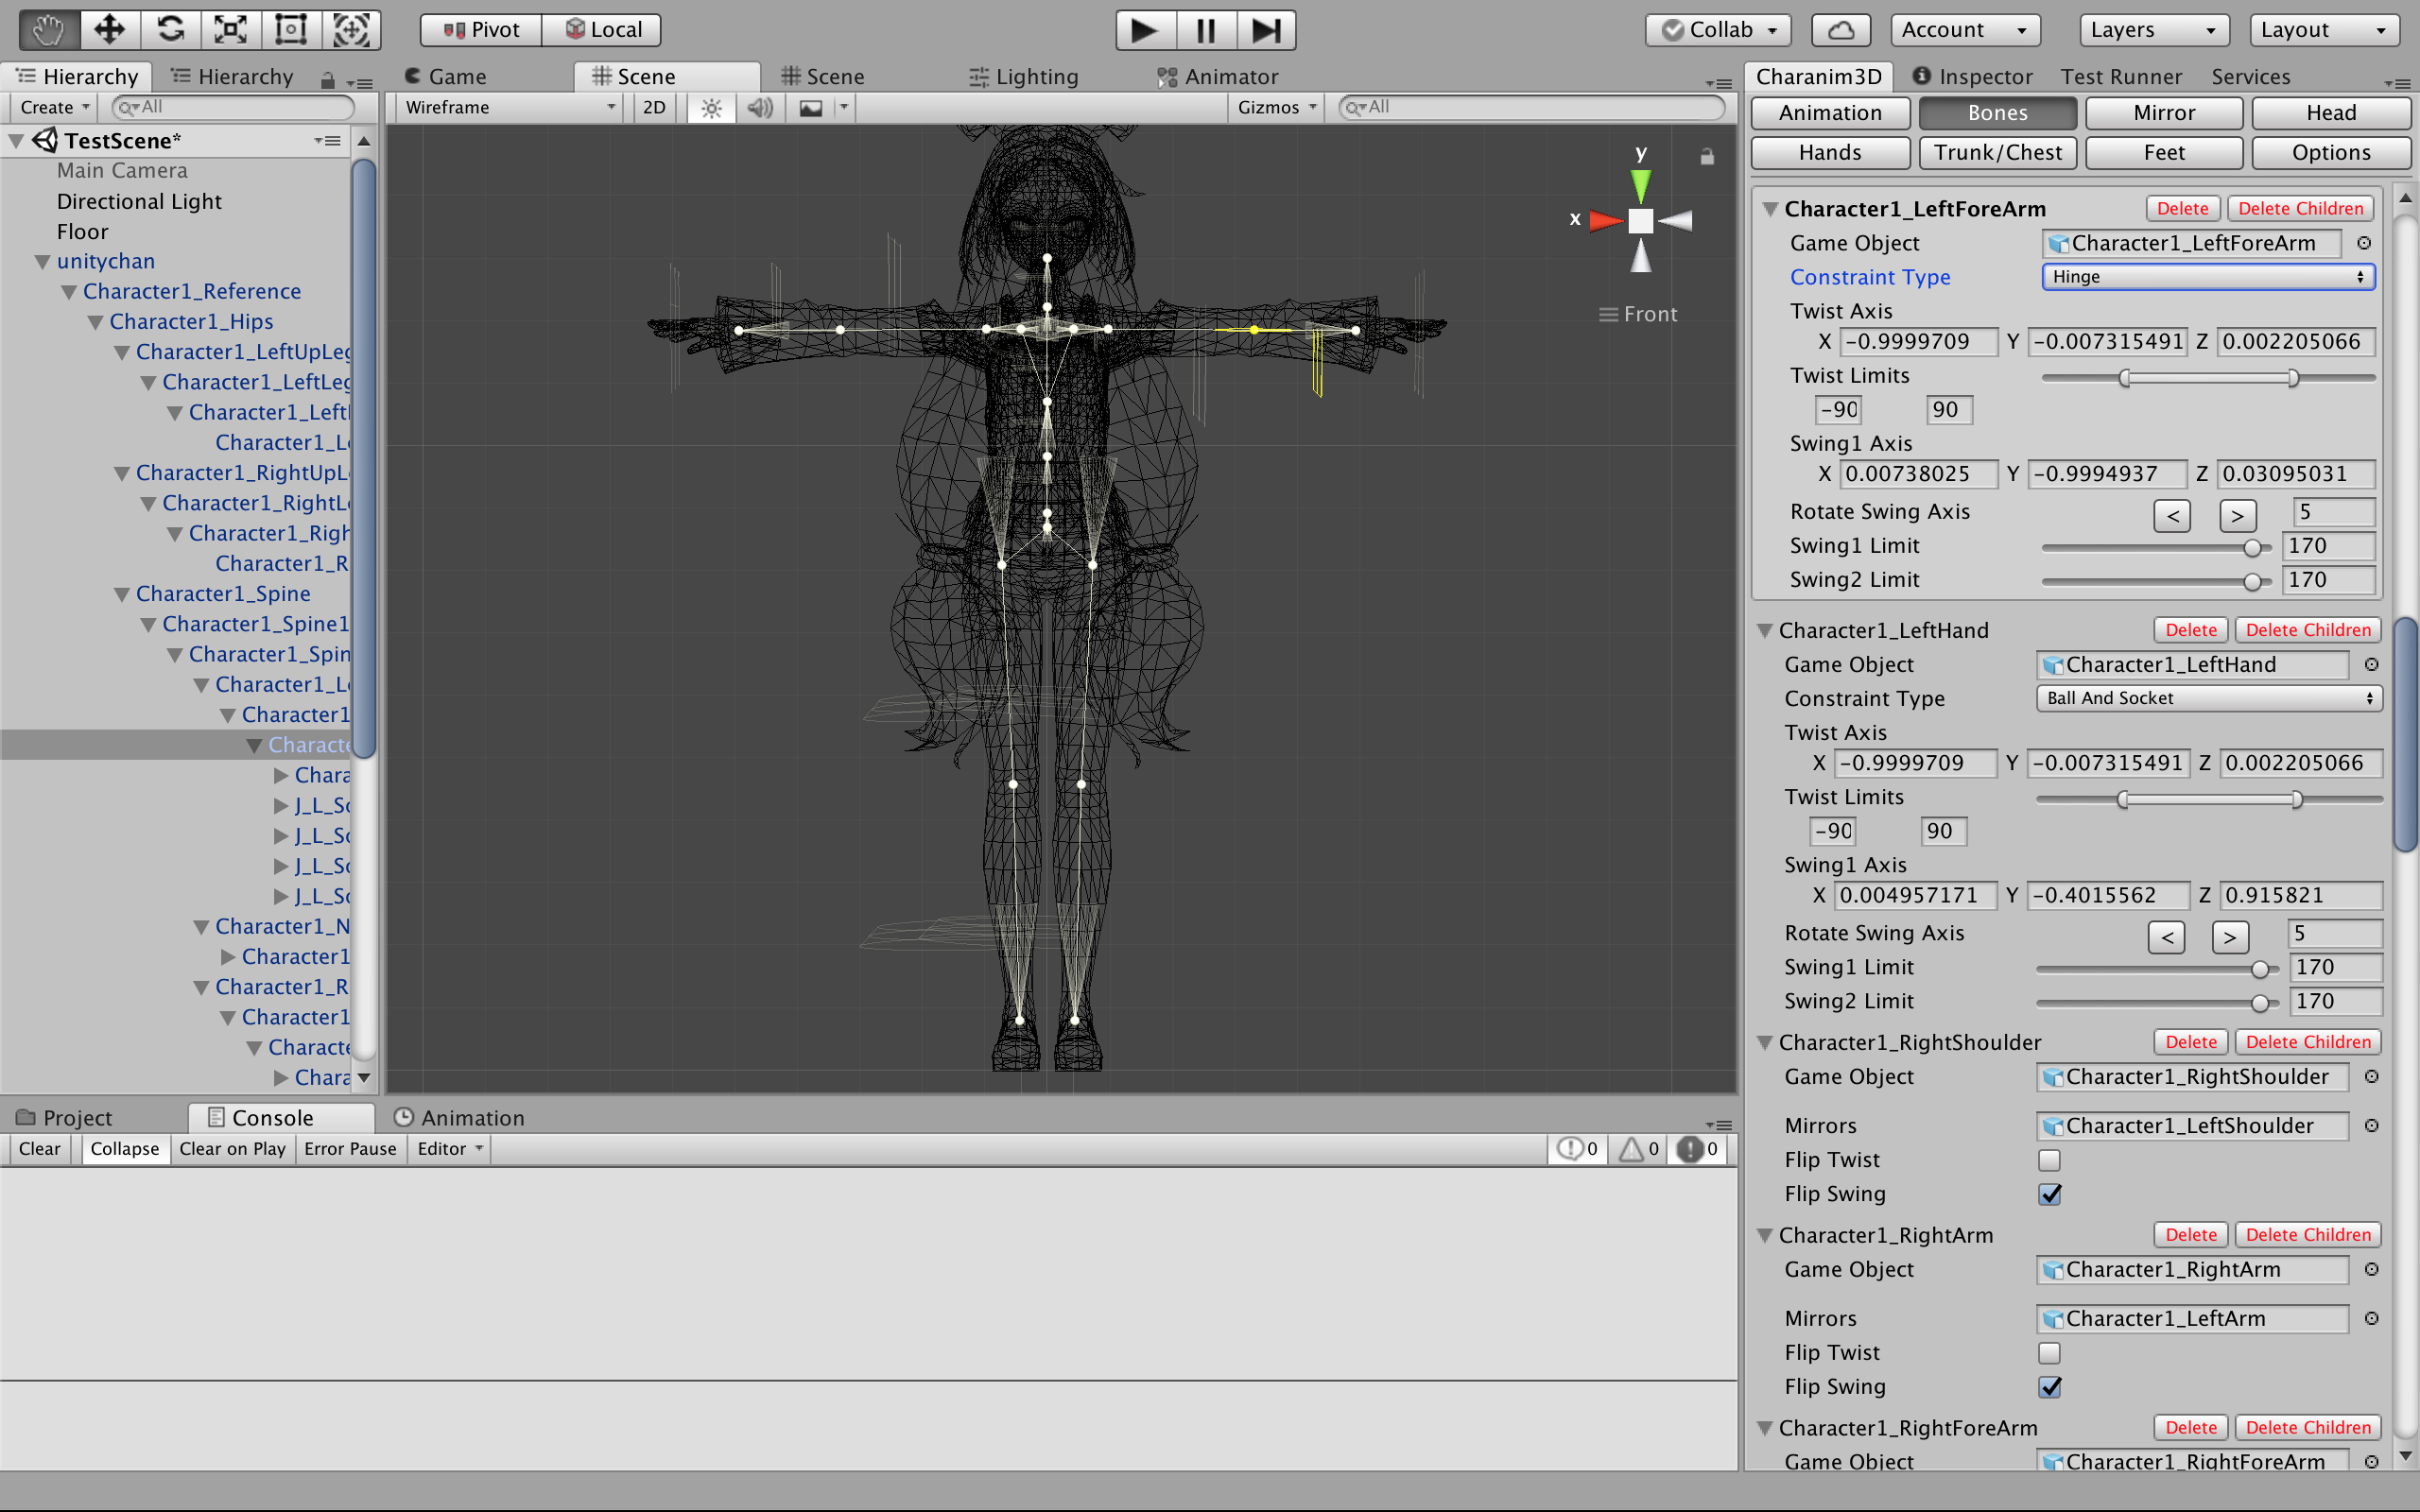 Pivot Local Collab Account Layers Layout
Hierarchy Hierarchy Game Scene Scene Lighting Animator Charanim3D Inspector Test Runner Services
Create All Wireframe 2D Gizmos All
Animation Bones Mirror Head
Hands Trunk/Chest Feet Options
TestScene*
Main Camera
Directional Light
Floor
unitychan
Character1_Reference
Character1_Hips
Character1_LeftUpLeg
Character1_LeftLeg
Character1_Left
Character1_L
Character1_RightUpL
Character1_RightL
Character1_Righ
Character1_R
Character1_Spine
Character1_Spine1
Character1_Spin
Character1_L
Character1
Characte
Chara
J_L_S
J_L_S
J_L_S
J_L_S
Character1_N
Character1
Character1_R
Character1
Characte
Chara
y
x
Front
Character1_LeftForeArm Delete Delete Children
Game Object Character1_LeftForeArm
Constraint Type Hinge
Twist Axis
X -0.9999709 Y -0.007315491 Z 0.002205066
Twist Limits
-90 90
Swing1 Axis
X 0.00738025 Y -0.9994937 Z 0.03095031
Rotate Swing Axis < > 5
Swing1 Limit 170
Swing2 Limit 170
Character1_LeftHand Delete Delete Children
Game Object Character1_LeftHand
Constraint Type Ball And Socket
Twist Axis
X -0.9999709 Y -0.007315491 Z 0.002205066
Twist Limits
-90 90
Swing1 Axis
X 0.004957171 Y -0.4015562 Z 0.915821
Rotate Swing Axis < > 5
Swing1 Limit 170
Swing2 Limit 170
Character1_RightShoulder Delete Delete Children
Game Object Character1_RightShoulder
Mirrors Character1_LeftShoulder
Flip Twist
Flip Swing
Character1_RightArm Delete Delete Children
Game Object Character1_RightArm
Mirrors Character1_LeftArm
Flip Twist
Flip Swing
Character1_RightForeArm Delete Delete Children
Game Object Character1_RightForeArm
Project Console Animation
Clear Collapse Clear on Play Error Pause Editor 0 0 0